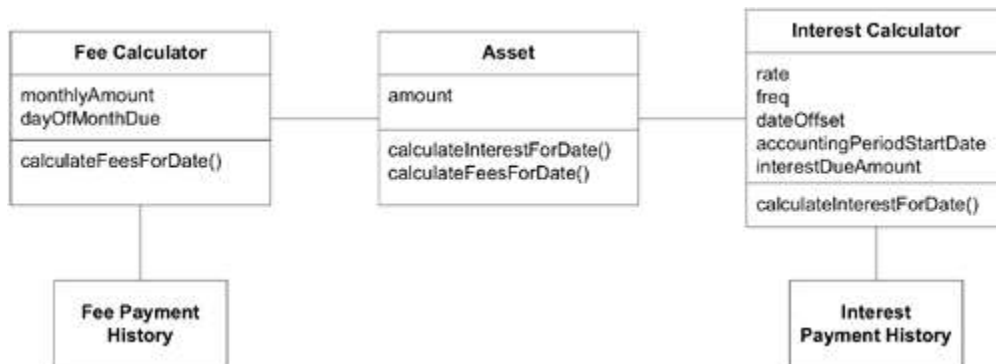 Fee Calculator
monthlyAmount
dayOfMonthDue
calculateFeesForDate()
Asset
amount
calculateInterestForDate()
calculateFeesForDate()
Interest Calculator
rate
freq
dateOffset
accountingPeriodStartDate
interestDueAmount
calculateInterestForDate()
Fee Payment
History
Interest
Payment History